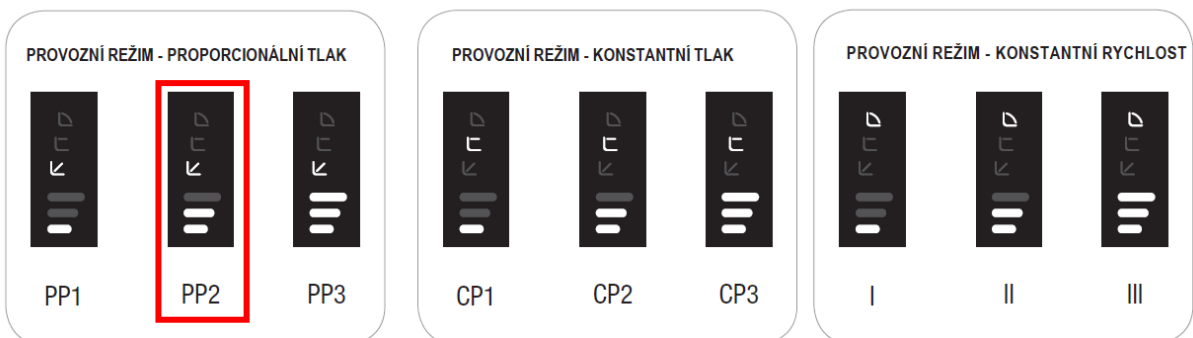 PROVOZNÍ REŽIM - PROPORCIONÁLNÍ TLAK
PP1 PP2 PP3
PROVOZNÍ REŽIM - KONSTANTNÍ TLAK
CP1 CP2 CP3
PROVOZNÍ REŽIM - KONSTANTNÍ RYCHLOST
I II III